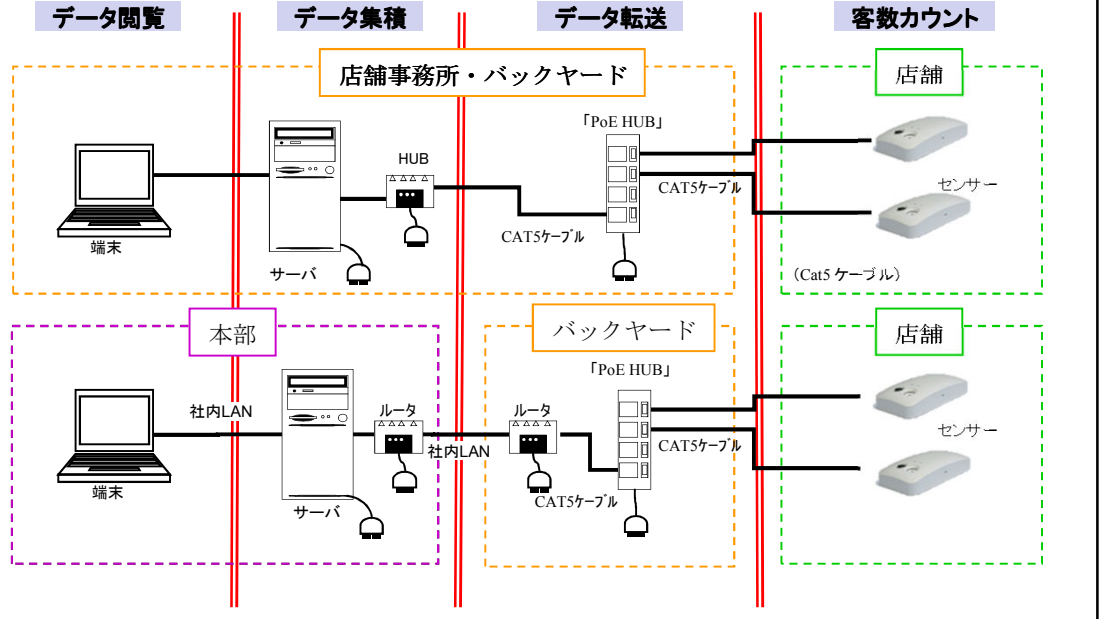 データ閲覧
データ集積
データ転送
客数カウント
店舗事務所・バックヤード
店舗
「PoE HUB」
HUB
CAT5ケーブル
センサー
CAT5ケーブル
端末
サーバ
(Cat5 ケーブル)
本部
バックヤード
店舗
「PoE HUB」
社内LAN
ルータ
ルータ
センサー
社内LAN
CAT5ケーブル
端末
サーバ
CAT5ケーブル